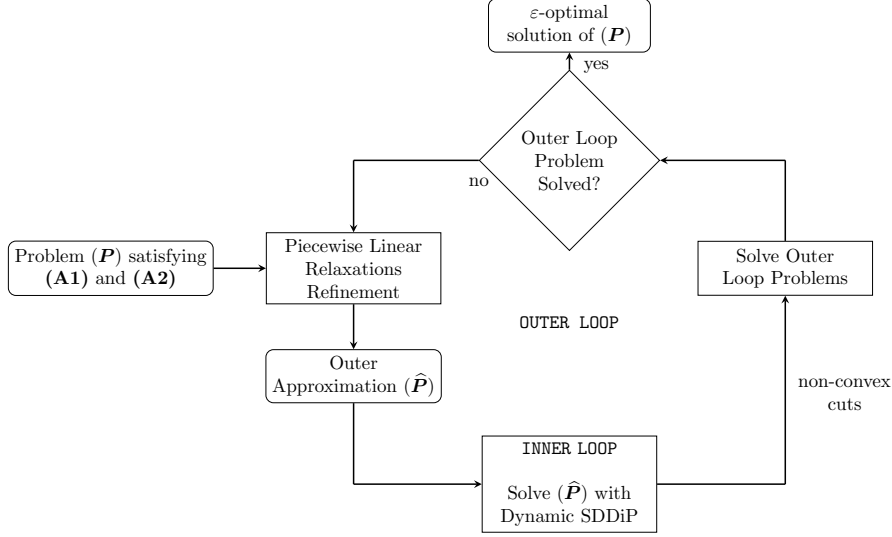 ε-optimal
solution of (P)
yes
Outer Loop
Problem
Solved?
no
Problem (P) satisfying
(A1) and (A2)
Piecewise Linear
Relaxations
Refinement
Solve Outer
Loop Problems
OUTER LOOP
Outer
Approximation (P̂)
non-convex
cuts
INNER LOOP
Solve (P̂) with
Dynamic SDDiP